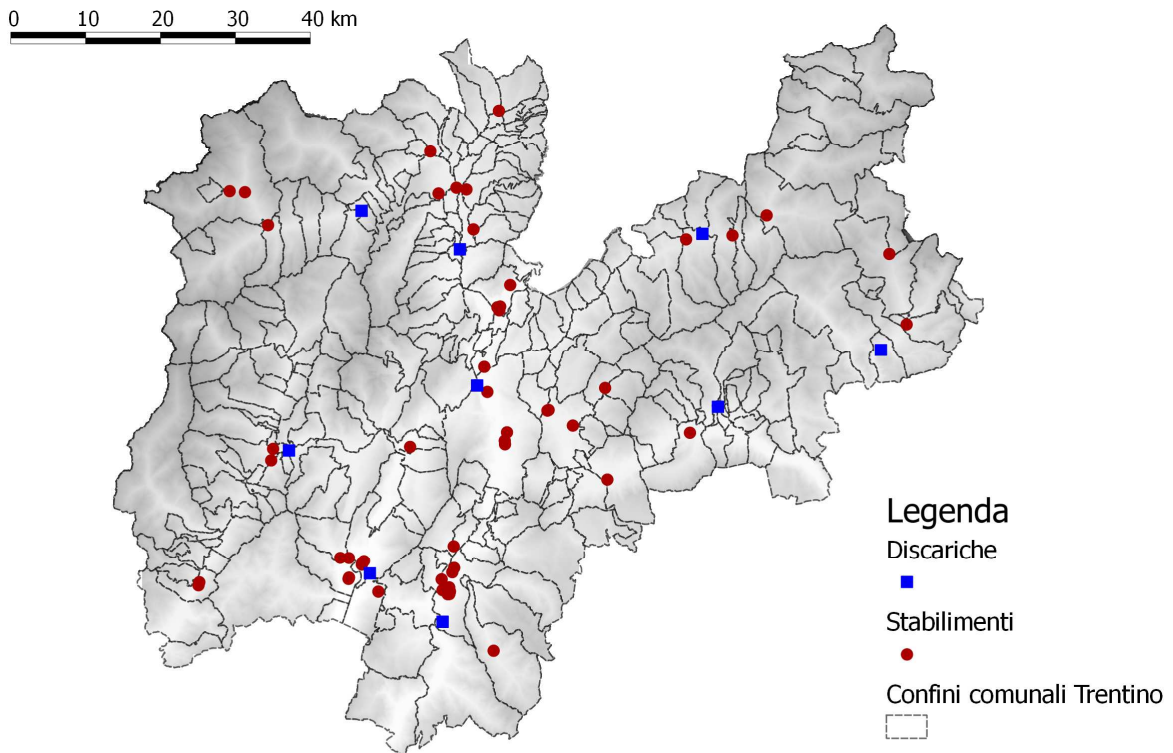 0 10 20 30 40 km
Legenda
Discariche
Stabilimenti
Confini comunali Trentino